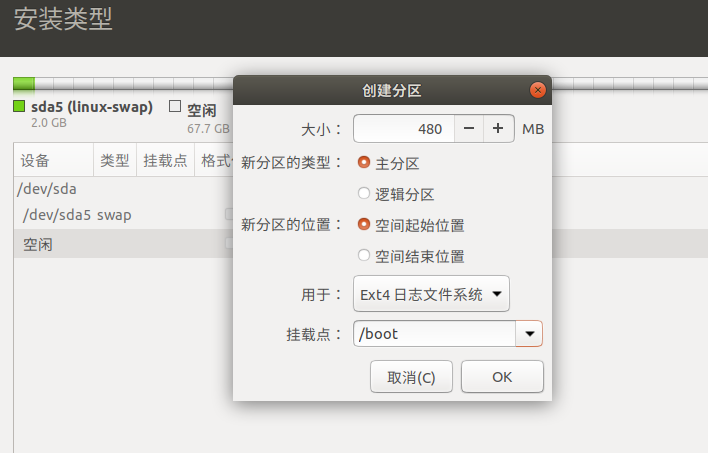 安装类型
sda5 (linux-swap)
2.0 GB
空闲
67.7 GB
设备 类型 挂载点
/dev/sda
/dev/sda5 swap
空闲
创建分区
大小： 480 MB
新分区的类型： 主分区
逻辑分区
新分区的位置： 空间起始位置
空间结束位置
用于： Ext4 日志文件系统
挂载点： /boot
取消(C) OK